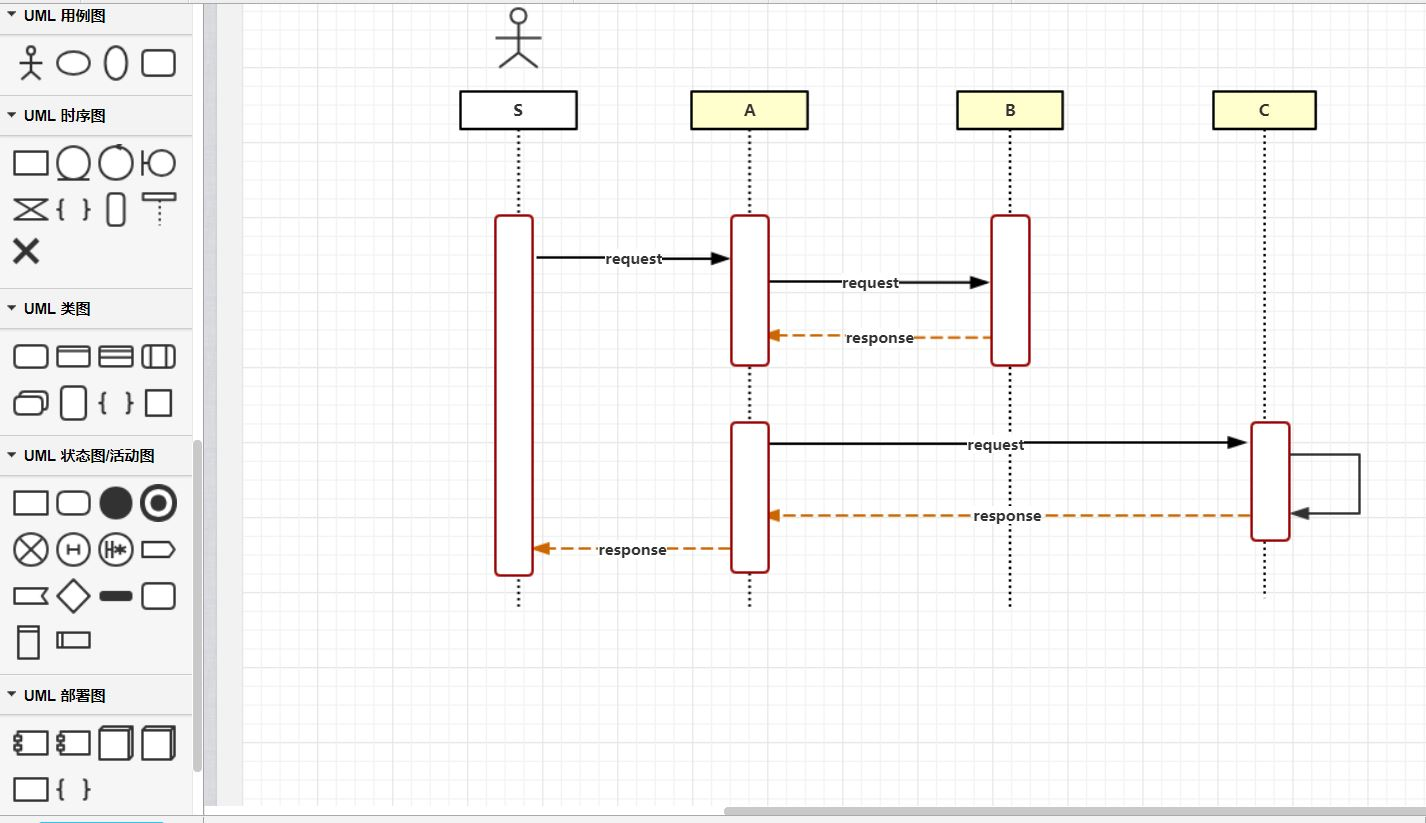 UML 用例图
UML 时序图
UML 类图
UML 状态图/活动图
UML 部署图
S
A
B
C
request
request
response
request
response
response